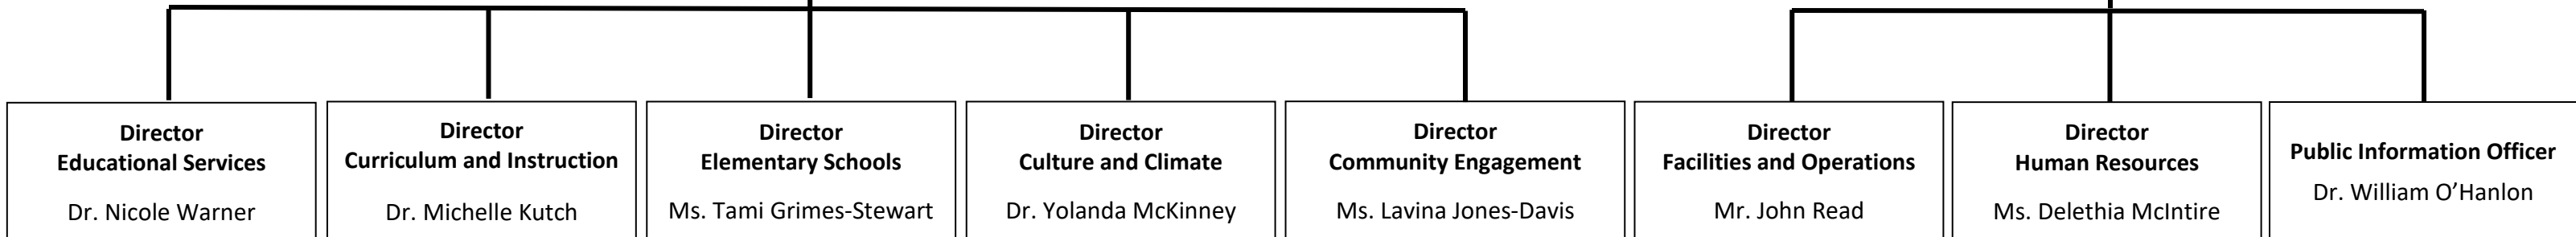 Director
Educational Services
Dr. Nicole Warner
Director
Curriculum and Instruction
Dr. Michelle Kutch
Director
Elementary Schools
Ms. Tami Grimes-Stewart
Director
Culture and Climate
Dr. Yolanda McKinney
Director
Community Engagement
Ms. Lavina Jones-Davis
Director
Facilities and Operations
Mr. John Read
Director
Human Resources
Ms. Delethia McIntire
Public Information Officer
Dr. William O’Hanlon